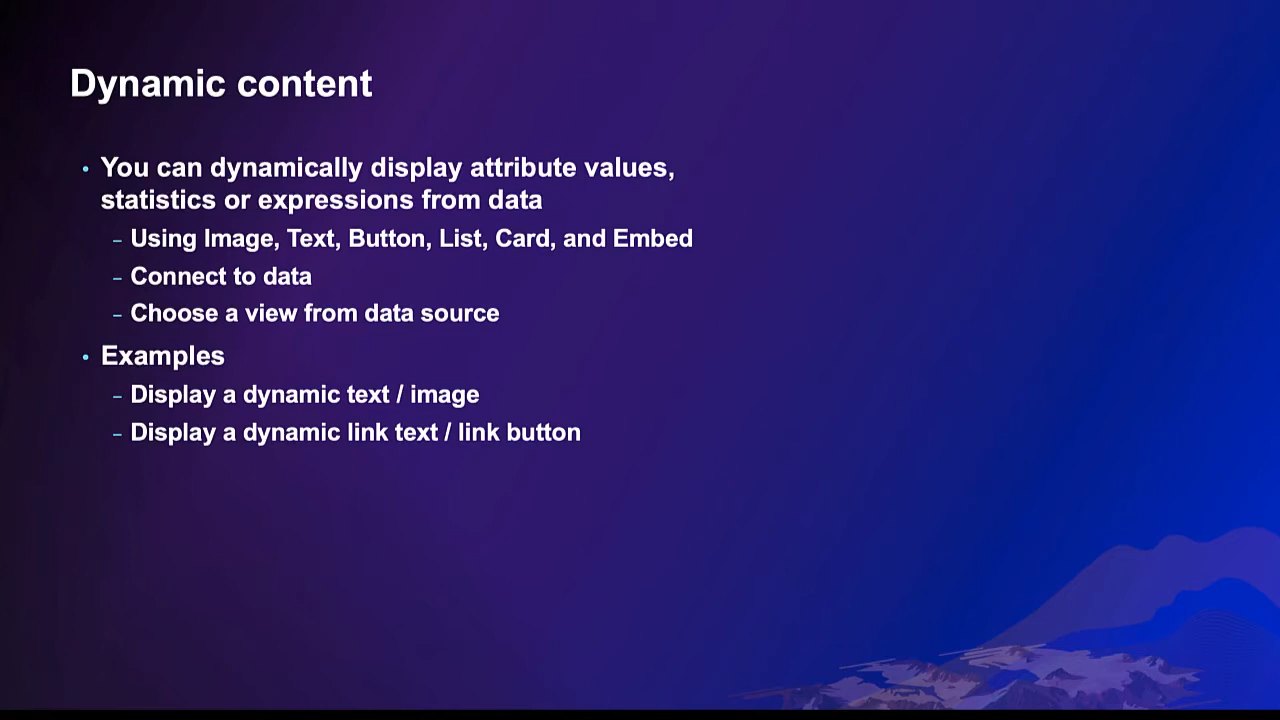 Dynamic content
• You can dynamically display attribute values,
statistics or expressions from data
– Using Image, Text, Button, List, Card, and Embed
– Connect to data
– Choose a view from data source
• Examples
– Display a dynamic text / image
– Display a dynamic link text / link button